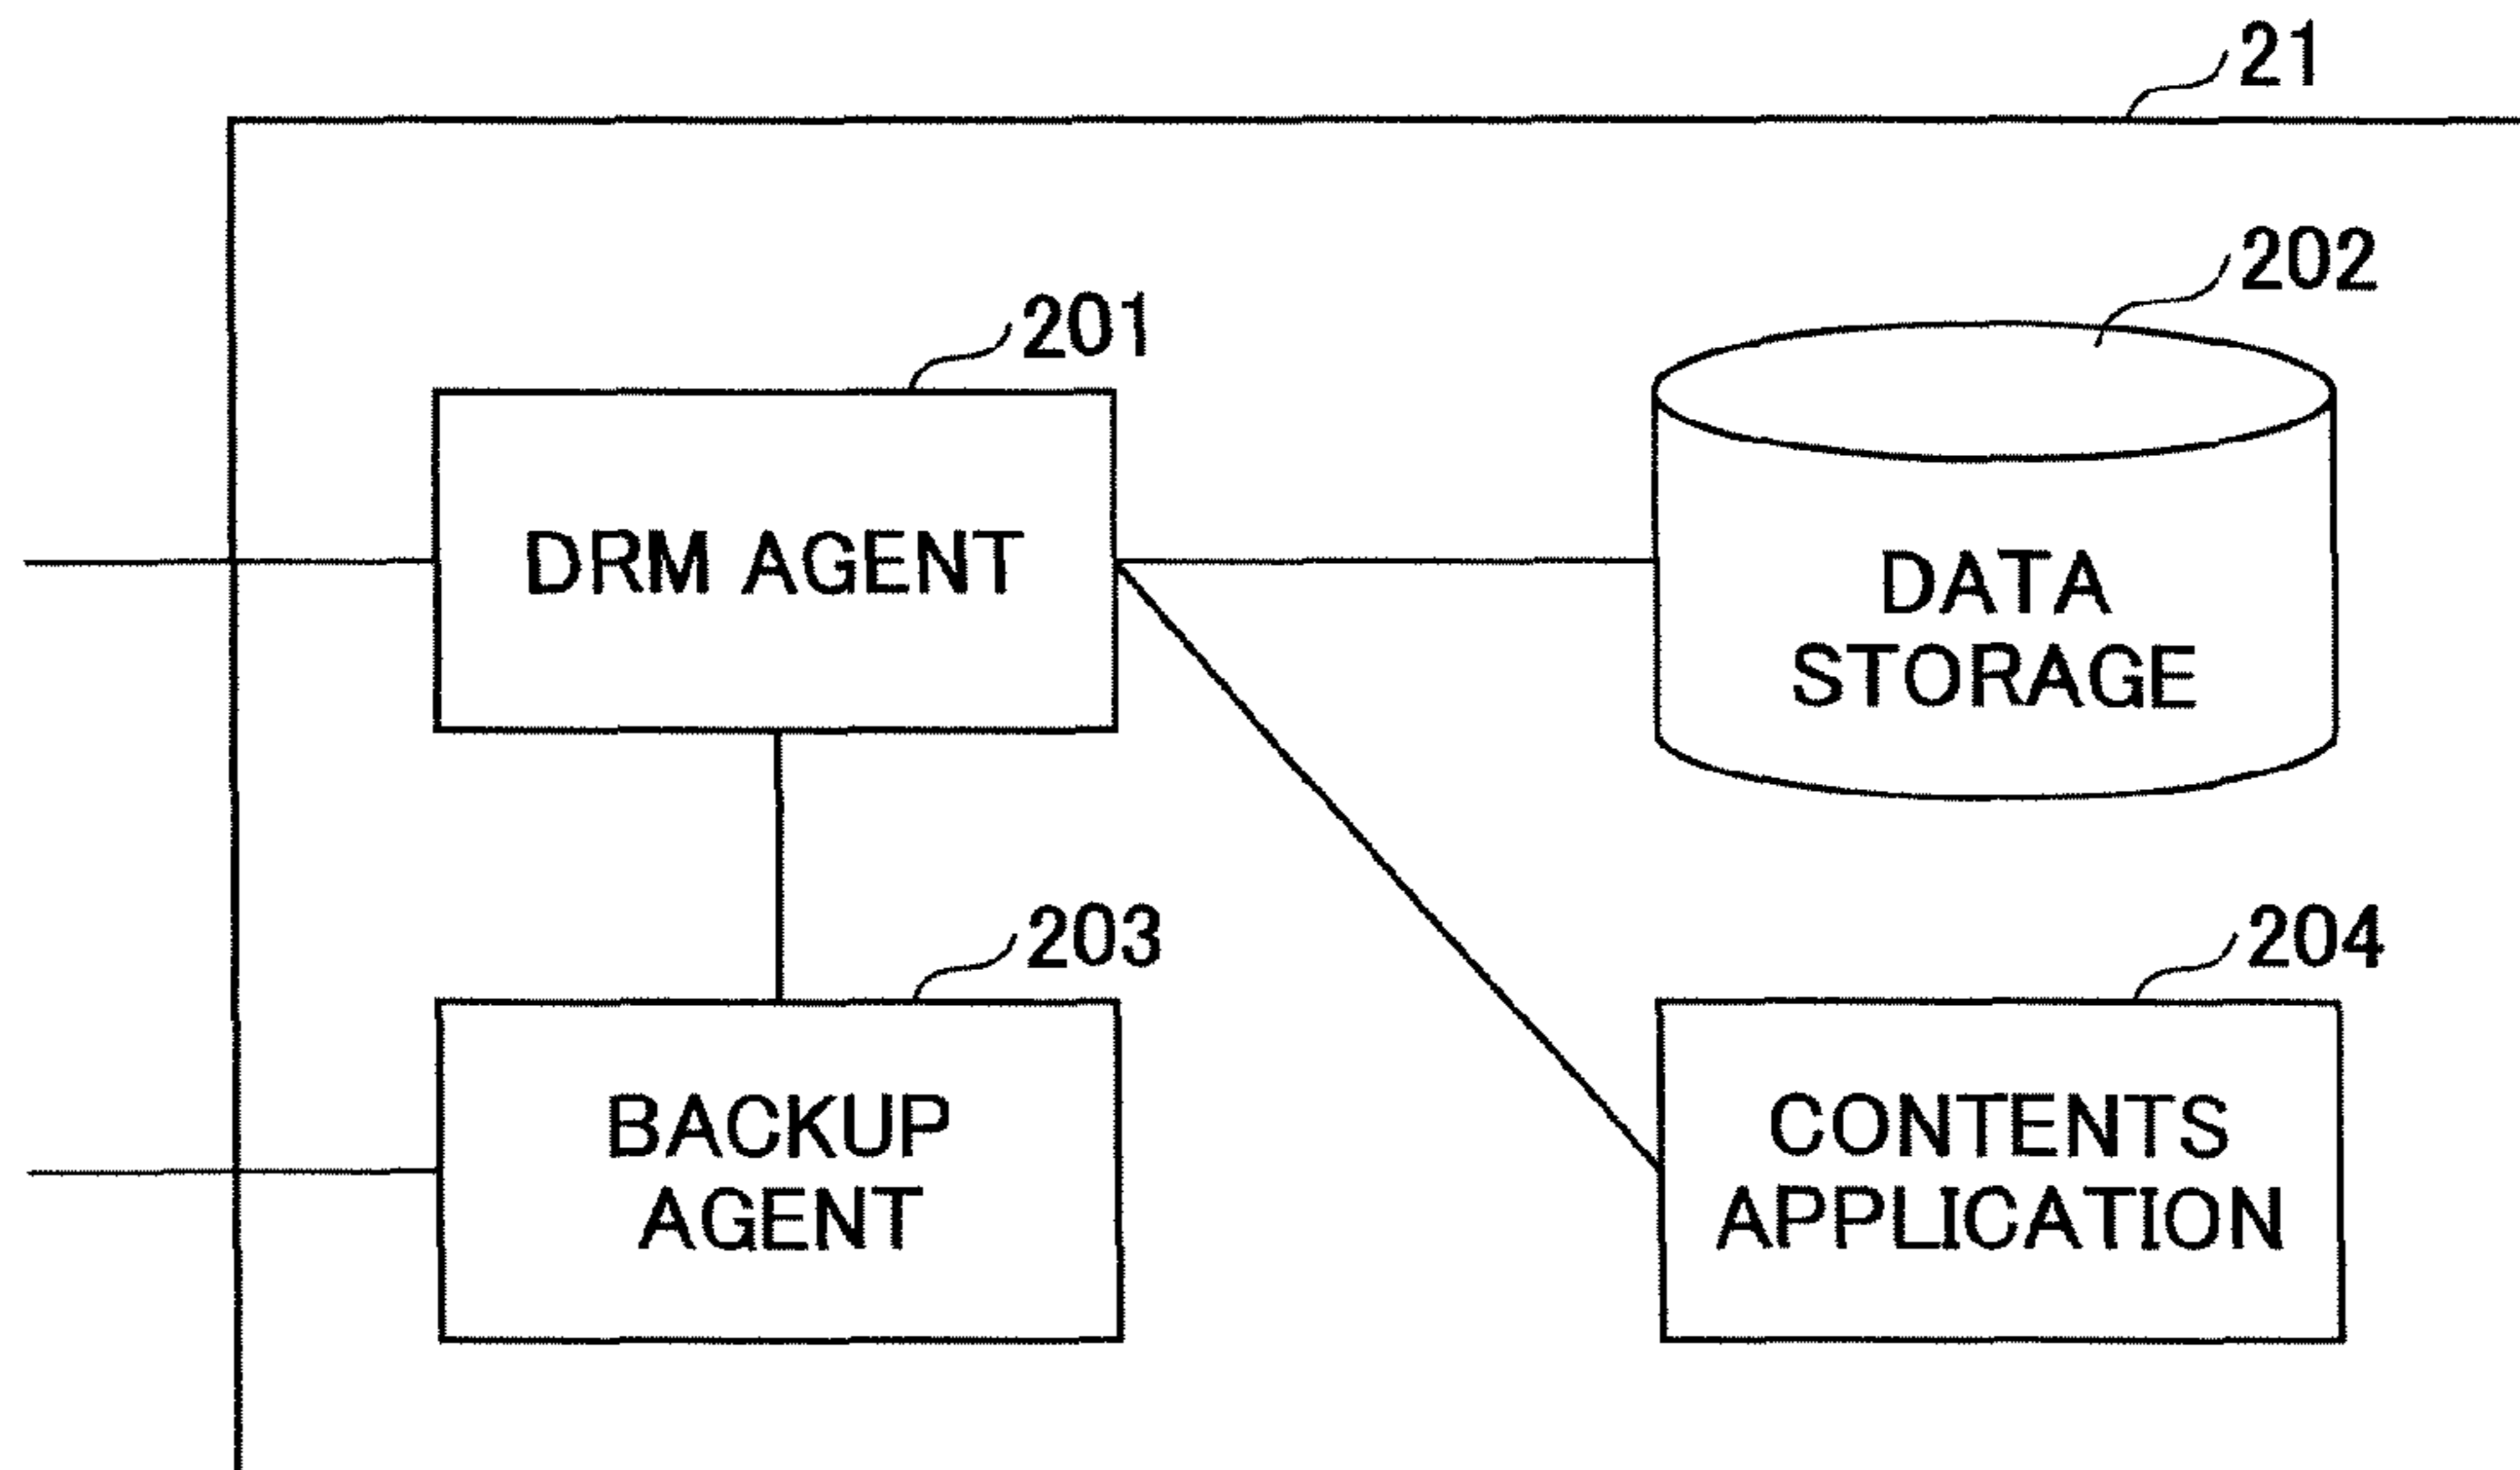 21
202
201
DRM AGENT
DATA
STORAGE
203
204
BACKUP
AGENT
CONTENTS
APPLICATION